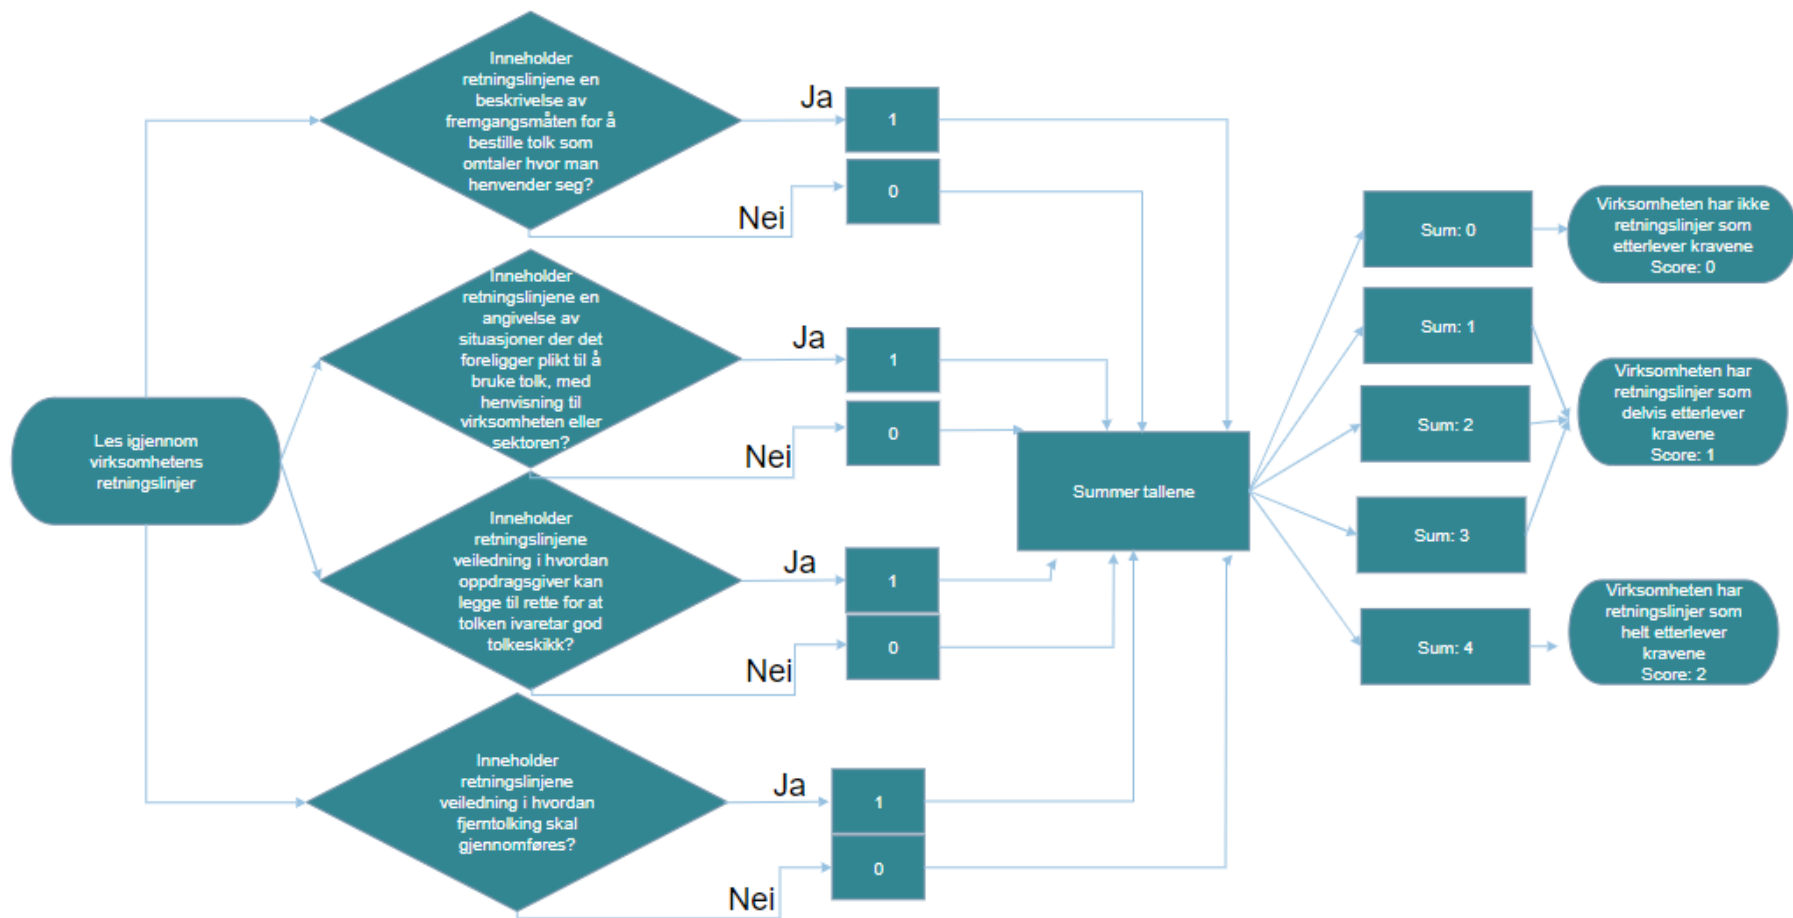 Les igjennom
virksomhetens
retningslinjer
Inneholder
retningslinjene en
beskrivelse av
fremgangsmåten for å
bestille tolk som
omtaler hvor man
henvender seg?
Ja
1
Nei
0
Inneholder
retningslinjene en
angivelse av
situasjoner der det
foreligger plikt til å
bruke tolk, med
henvisning til
virksomheten eller
sektoren?
Ja
1
Nei
0
Inneholder
retningslinjene
veiledning i hvordan
oppdragsgiver kan
legge til rette for at
tolken ivaretar god
tolkeskikk?
Ja
1
Nei
0
Inneholder
retningslinjene
veiledning i hvordan
fjerntolking skal
gjennomføres?
Ja
1
Nei
0
Summer tallene
Sum: 0
Sum: 1
Sum: 2
Sum: 3
Sum: 4
Virksomheten har ikke
retningslinjer som
etterlever kravene
Score: 0
Virksomheten har
retningslinjer som
delvis etterlever
kravene
Score: 1
Virksomheten har
retningslinjer som
helt etterlever
kravene
Score: 2